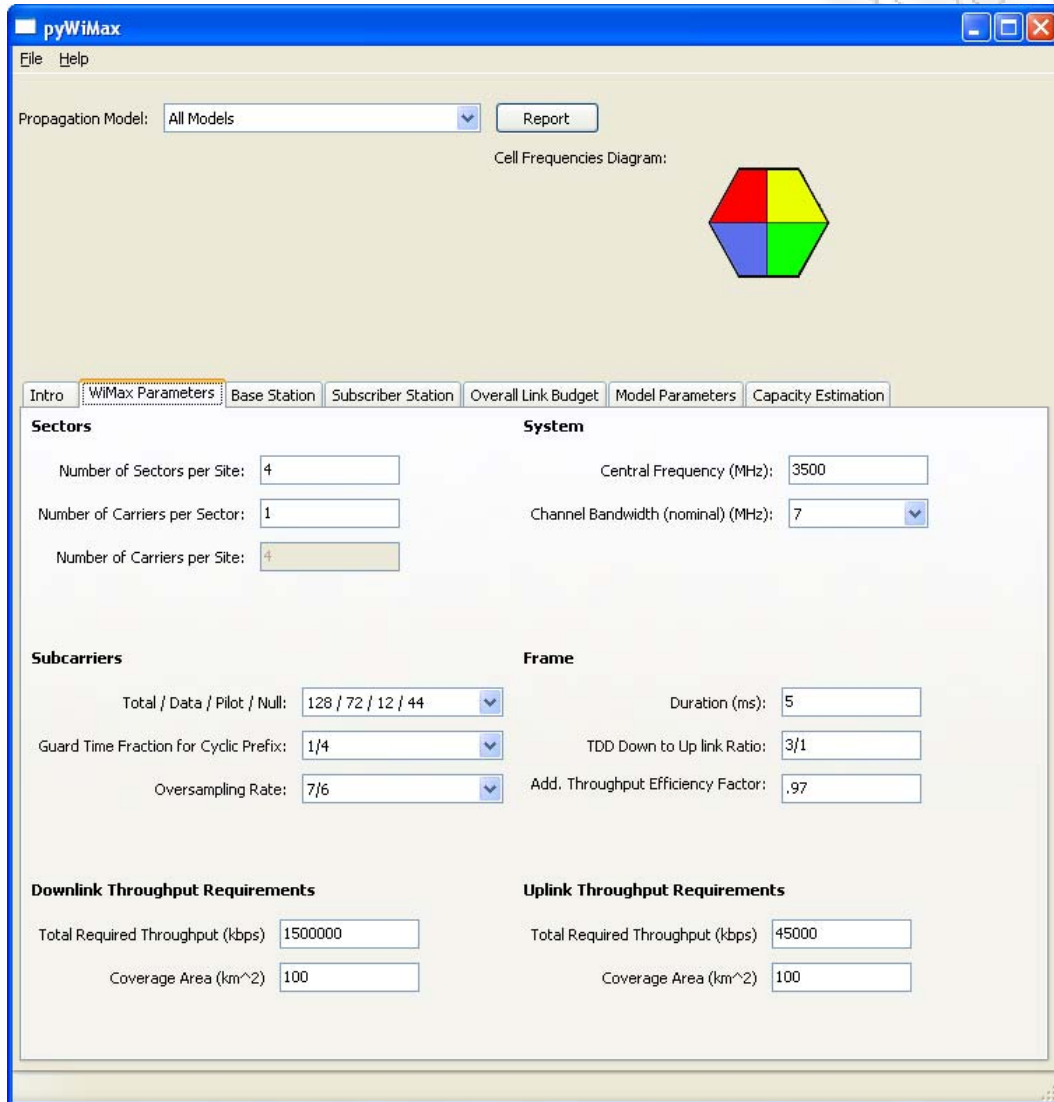 pyWiMax
File Help
Propagation Model: All Models Report
Cell Frequencies Diagram:
Intro WiMax Parameters Base Station Subscriber Station Overall Link Budget Model Parameters Capacity Estimation
Sectors
Number of Sectors per Site: 4
Number of Carriers per Sector: 1
Number of Carriers per Site: 4
System
Central Frequency (MHz): 3500
Channel Bandwidth (nominal) (MHz): 7
Subcarriers
Total / Data / Pilot / Null: 128 / 72 / 12 / 44
Guard Time Fraction for Cyclic Prefix: 1/4
Oversampling Rate: 7/6
Frame
Duration (ms): 5
TDD Down to Up link Ratio: 3/1
Add. Throughput Efficiency Factor: .97
Downlink Throughput Requirements
Total Required Throughput (kbps) 1500000
Coverage Area (km^2) 100
Uplink Throughput Requirements
Total Required Throughput (kbps) 45000
Coverage Area (km^2) 100